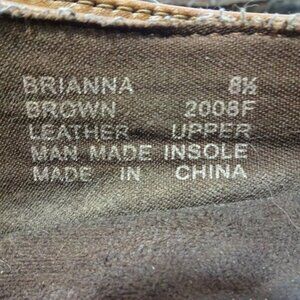 BRIANNA 8½
BROWN 2008F
LEATHER UPPER
MAN MADE INSOLE
MADE IN CHINA